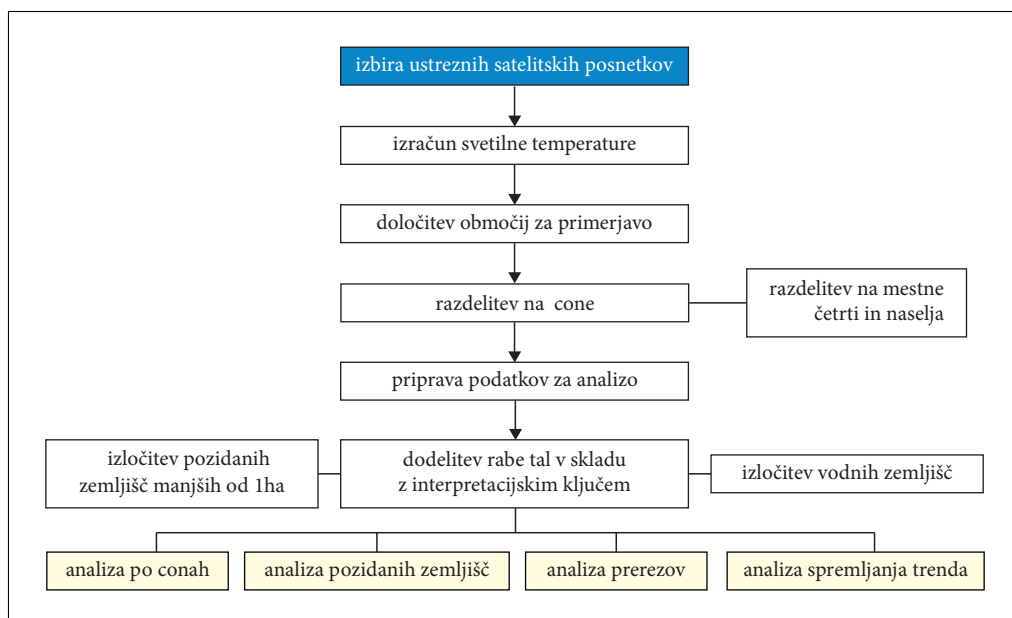 izbira ustreznih satelitskih posnetkov
izračun svetilne temperature
določitev območij za primerjavo
razdelitev na cone
razdelitev na mestne
četrti in naselja
priprava podatkov za analizo
izločitev pozidanih
zemljišč manjših od 1ha
dodelitev rabe tal v skladu
z interpretacijskim ključem
izločitev vodnih zemljišč
analiza po conah
analiza pozidanih zemljišč
analiza prerezov
analiza spremljanja trenda